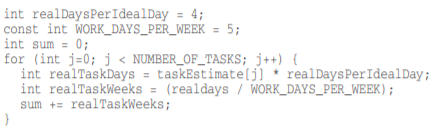 int realDaysPerIdealDay = 4;
const int WORK_DAYS_PER_WEEK = 5;
int sum = 0;
for (int j=0; j < NUMBER_OF_TASKS; j++) {
int realTaskDays = taskEstimate[j] * realDaysPerIdealDay;
int realTaskWeeks = (realdays / WORK_DAYS_PER_WEEK);
sum += realTaskWeeks;
}